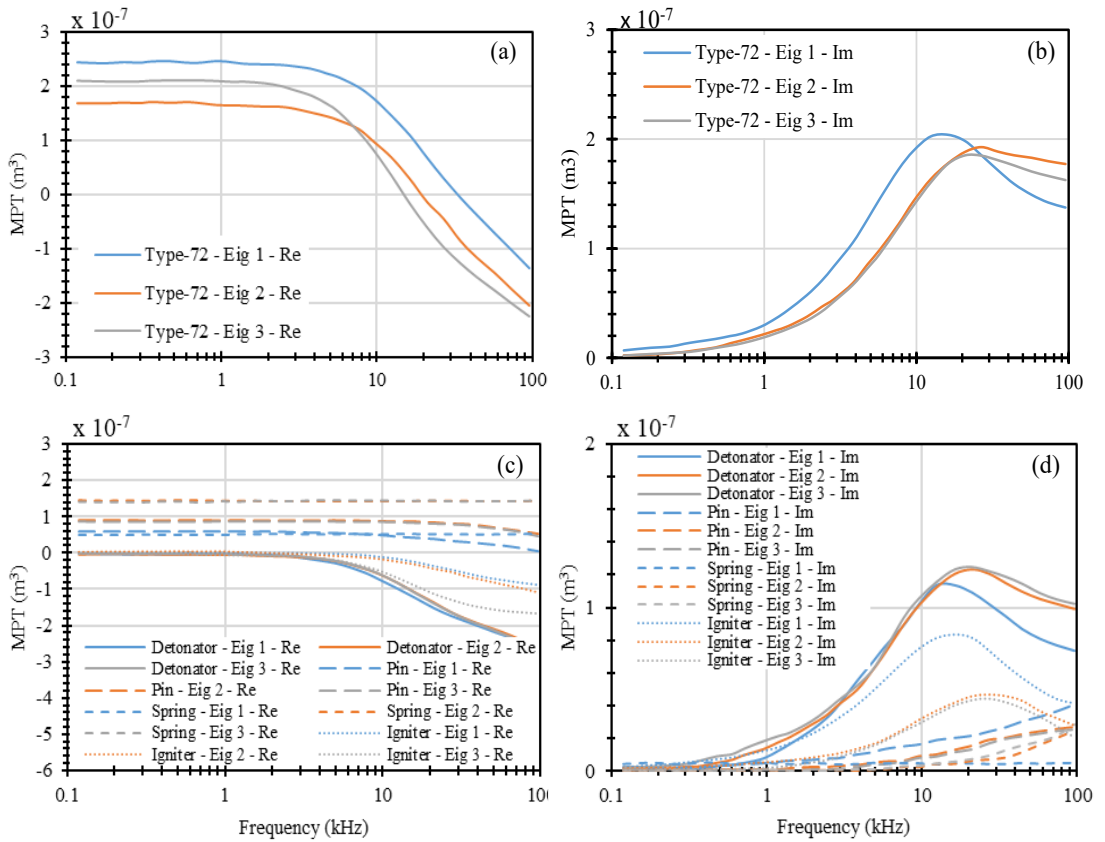 x 10-7
(a)
3
2
1
0
-1
-2
-3
MPT (m³)
Type-72 - Eig 1 - Re
Type-72 - Eig 2 - Re
Type-72 - Eig 3 - Re
0.1
1
10
100
x10-7
(b)
3
2
1
0
MPT (m3)
Type-72 - Eig 1 - Im
Type-72 - Eig 2 - Im
Type-72 - Eig 3 - Im
0.1
1
10
100
x 10-7
(c)
3
2
1
0
-1
-2
-3
-4
-5
-6
MPT (m³)
Detonator - Eig 1 - Re
Detonator - Eig 2 - Re
Detonator - Eig 3 - Re
Pin - Eig 1 - Re
Pin - Eig 2 - Re
Pin - Eig 3 - Re
Spring - Eig 1 - Re
Spring - Eig 2 - Re
Spring - Eig 3 - Re
Igniter - Eig 1 - Re
Igniter - Eig 2 - Re
Igniter - Eig 3 - Re
0.1
1
10
100
Frequency (kHz)
x 10-7
(d)
2
1
0
MPT (m³)
Detonator - Eig 1 - Im
Detonator - Eig 2 - Im
Detonator - Eig 3 - Im
Pin - Eig 1 - Im
Pin - Eig 2 - Im
Pin - Eig 3 - Im
Spring - Eig 1 - Im
Spring - Eig 2 - Im
Spring - Eig 3 - Im
Igniter - Eig 1 - Im
Igniter - Eig 2 - Im
Igniter - Eig 3 - Im
0.1
1
10
100
Frequency (kHz)